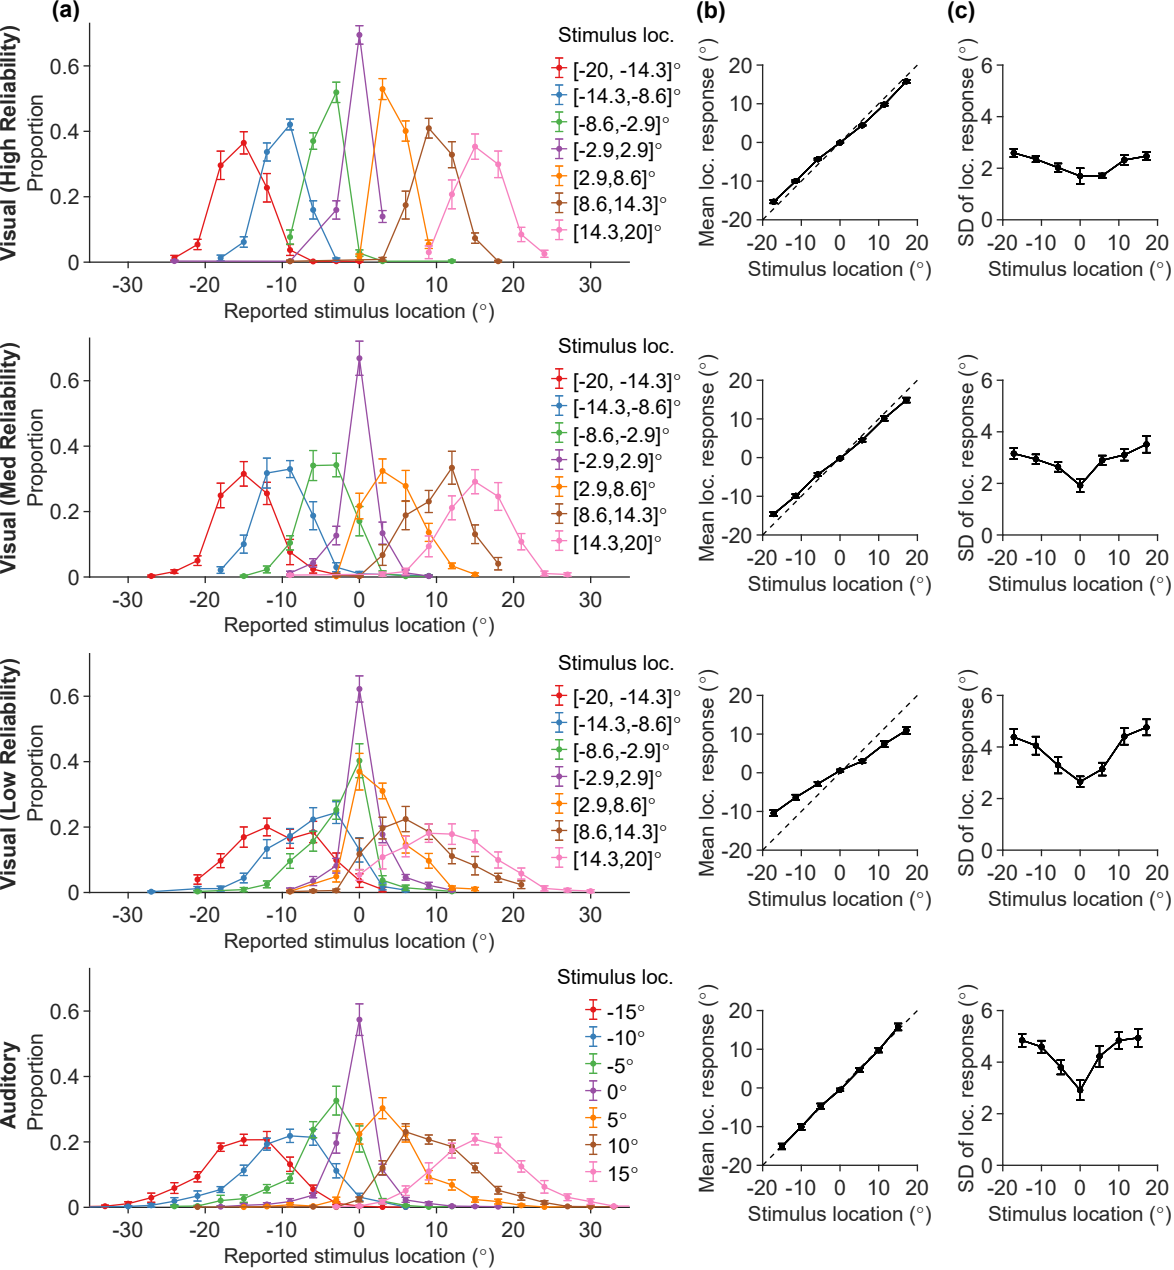 (a)
(b)
(c)
Visual (High Reliability)
Proportion
0.6
0.4
0.2
0
-30 -20 -10 0 10 20 30
Reported stimulus location (°)
Stimulus loc.
[-20, -14.3]°
[-14.3,-8.6]°
[-8.6,-2.9]°
[-2.9,2.9]°
[2.9,8.6]°
[8.6,14.3]°
[14.3,20]°
Mean loc. response (°)
20
10
0
-10
-20
-20 -10 0 10 20
Stimulus location (°)
SD of loc. response (°)
6
4
2
0
-20 -10 0 10 20
Stimulus location (°)
Visual (Med Reliability)
Proportion
0.6
0.4
0.2
0
-30 -20 -10 0 10 20 30
Reported stimulus location (°)
Stimulus loc.
[-20, -14.3]°
[-14.3,-8.6]°
[-8.6,-2.9]°
[-2.9,2.9]°
[2.9,8.6]°
[8.6,14.3]°
[14.3,20]°
Mean loc. response (°)
20
10
0
-10
-20
-20 -10 0 10 20
Stimulus location (°)
SD of loc. response (°)
6
4
2
0
-20 -10 0 10 20
Stimulus location (°)
Visual (Low Reliability)
Proportion
0.6
0.4
0.2
0
-30 -20 -10 0 10 20 30
Reported stimulus location (°)
Stimulus loc.
[-20, -14.3]°
[-14.3,-8.6]°
[-8.6,-2.9]°
[-2.9,2.9]°
[2.9,8.6]°
[8.6,14.3]°
[14.3,20]°
Mean loc. response (°)
20
10
0
-10
-20
-20 -10 0 10 20
Stimulus location (°)
SD of loc. response (°)
6
4
2
0
-20 -10 0 10 20
Stimulus location (°)
Auditory
Proportion
0.6
0.4
0.2
0
-30 -20 -10 0 10 20 30
Reported stimulus location (°)
Stimulus loc.
-15°
-10°
-5°
0°
5°
10°
15°
Mean loc. response (°)
20
10
0
-10
-20
-20 -10 0 10 20
Stimulus location (°)
SD of loc. response (°)
6
4
2
0
-20 -10 0 10 20
Stimulus location (°)